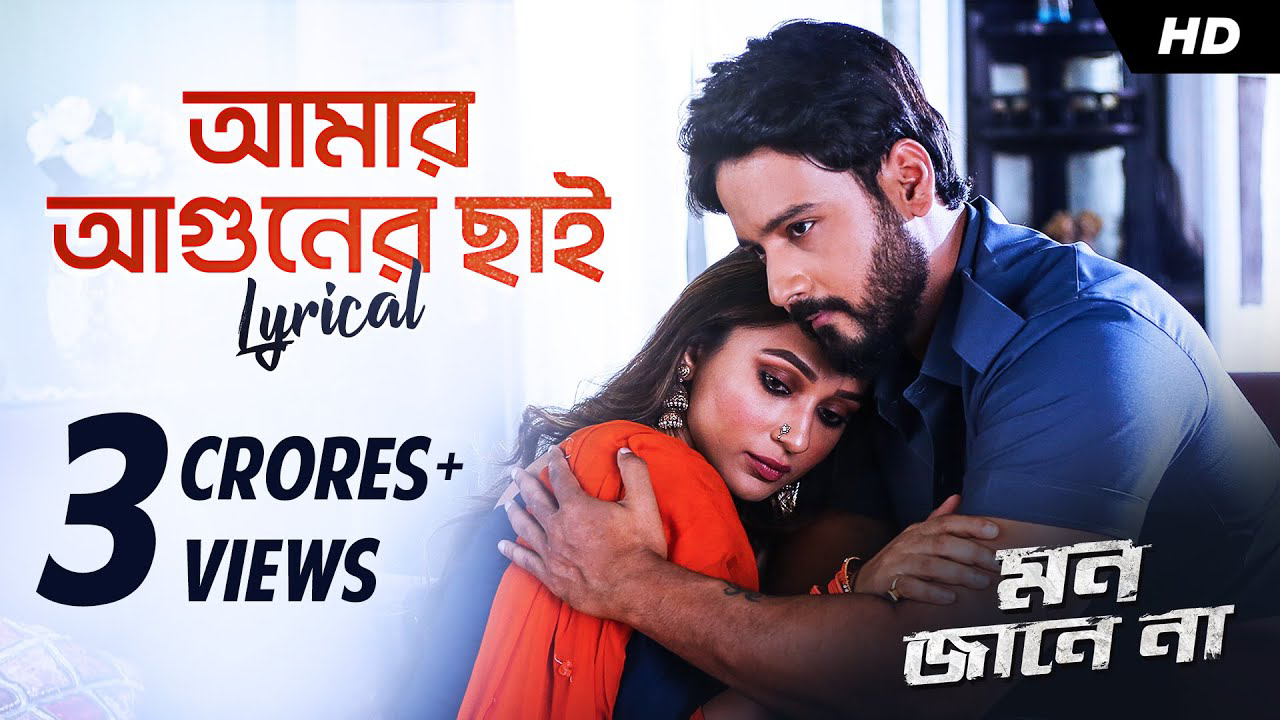 HD
আমার
আগুনের ছাই
Lyrical
3 CRORES+
VIEWS
মন
জানে না